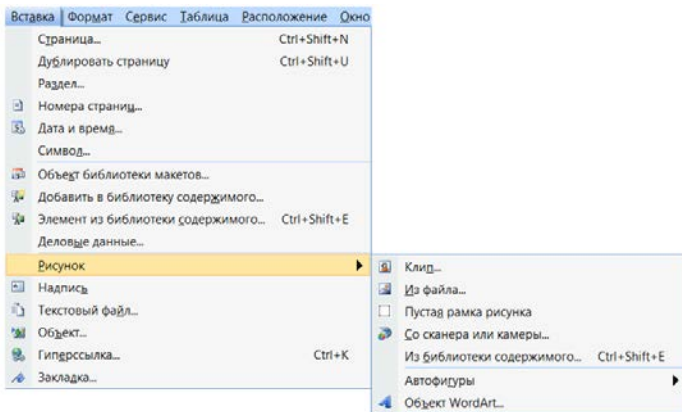 Вставка Формат Сервис Таблица Расположение Окно
Страница... Ctrl+Shift+N
Дублировать страницу Ctrl+Shift+U
Раздел...
Номера страниц...
Дата и время...
Символ...
Объект библиотеки макетов...
Добавить в библиотеку содержимого...
Элемент из библиотеки содержимого... Ctrl+Shift+E
Деловые данные...
Рисунок
Надпись
Текстовый файл...
Объект...
Гиперссылка... Ctrl+K
Закладка...
Клип...
Из файла...
Пустая рамка рисунка
Со сканера или камеры...
Из библиотеки содержимого... Ctrl+Shift+E
Автофигуры
Объект WordArt...